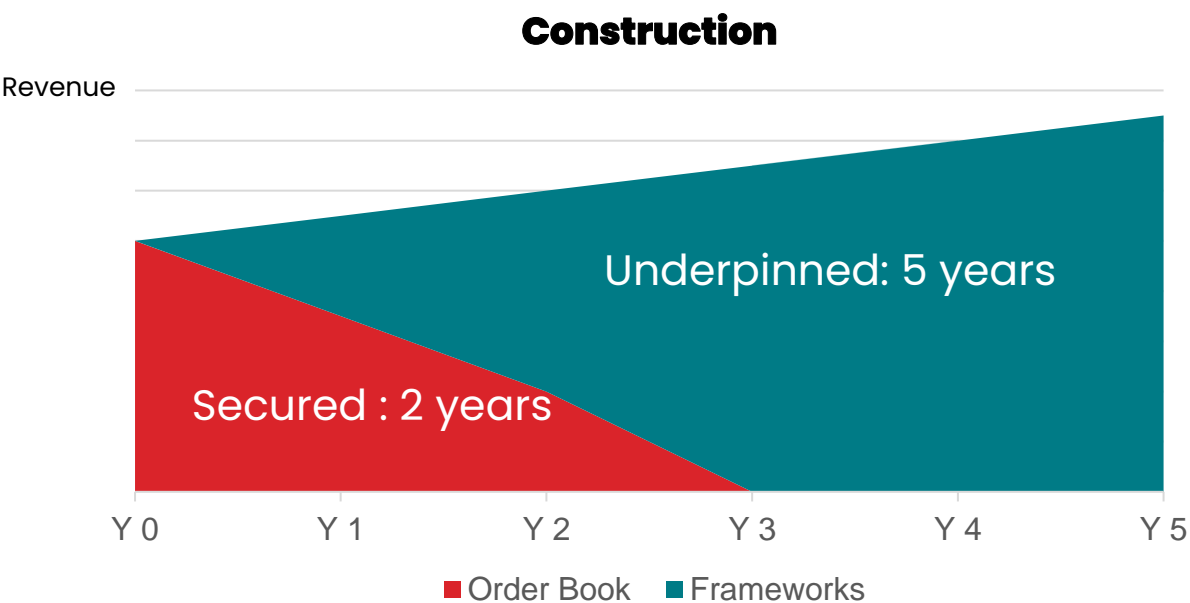 Construction
Revenue
Underpinned: 5 years
Secured : 2 years
Y 0 Y 1 Y 2 Y 3 Y 4 Y 5
Order Book Frameworks